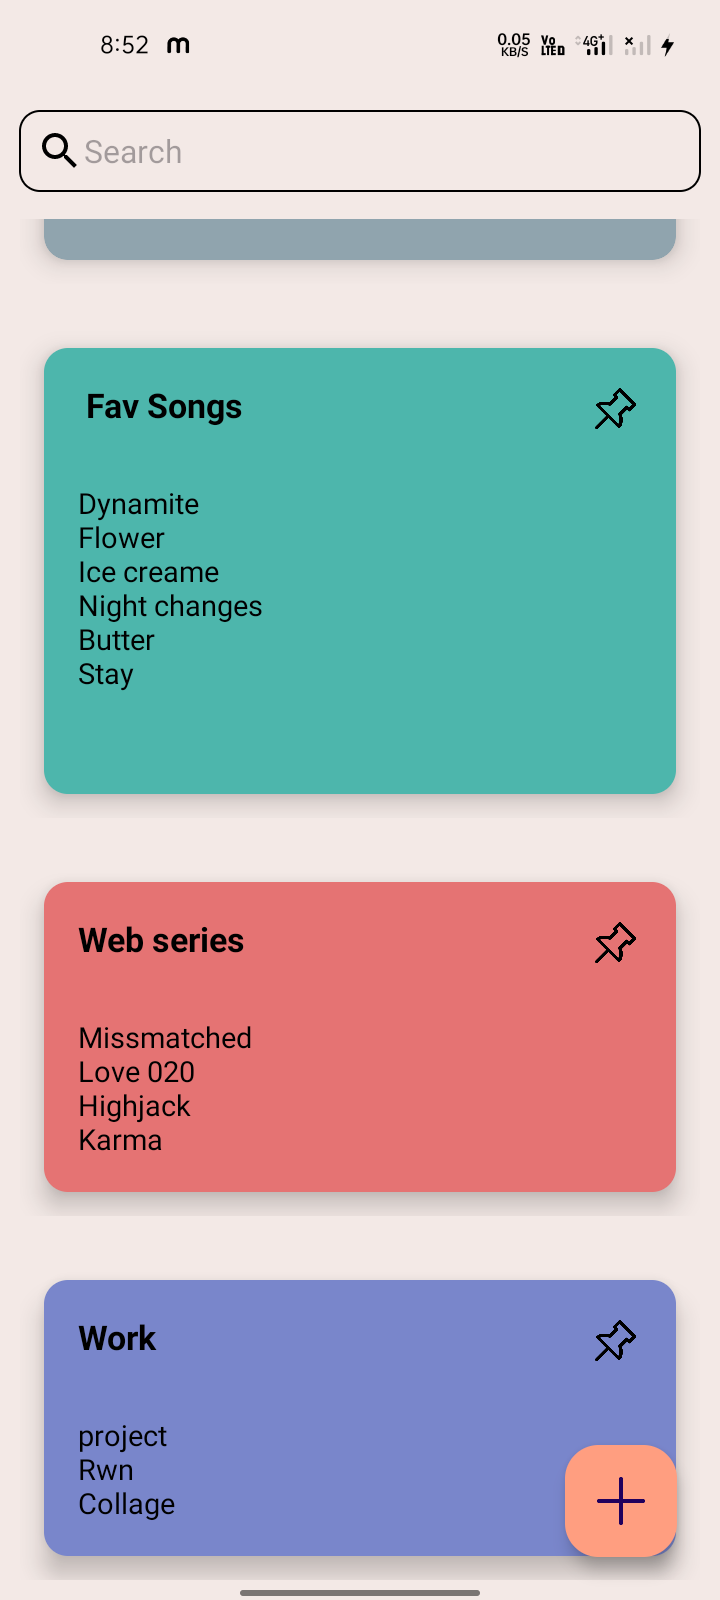 8:52 m 0.05 KB/S Vo LTED 4G+
Search
Fav Songs
Dynamite
Flower
Ice creame
Night changes
Butter
Stay
Web series
Missmatched
Love 020
Highjack
Karma
Work
project
Rwn
Collage